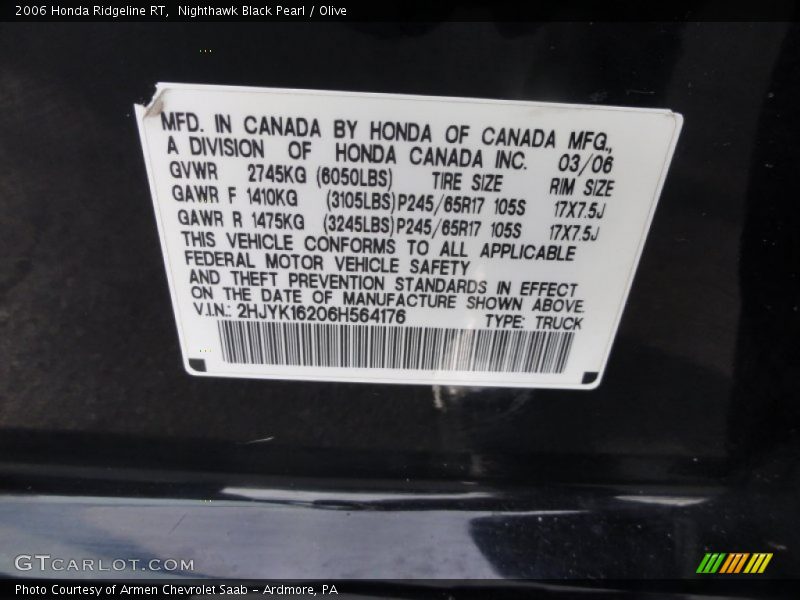 2006 Honda Ridgeline RT,  Nighthawk Black Pearl / Olive
MFD. IN CANADA BY HONDA OF CANADA MFG.,
A DIVISION OF HONDA CANADA INC. 03/06
GVWR 2745KG (6050LBS) TIRE SIZE RIM SIZE
GAWR F 1410KG (3105LBS) P245/65R17 105S 17X7.5J
GAWR R 1475KG (3245LBS) P245/65R17 105S 17X7.5J
THIS VEHICLE CONFORMS TO ALL APPLICABLE
FEDERAL MOTOR VEHICLE SAFETY
AND THEFT PREVENTION STANDARDS IN EFFECT
ON THE DATE OF MANUFACTURE SHOWN ABOVE.
V.I.N.: 2HJYK16206H564176 TYPE: TRUCK
GTCARLOT.COM
Photo Courtesy of Armen Chevrolet Saab - Ardmore, PA